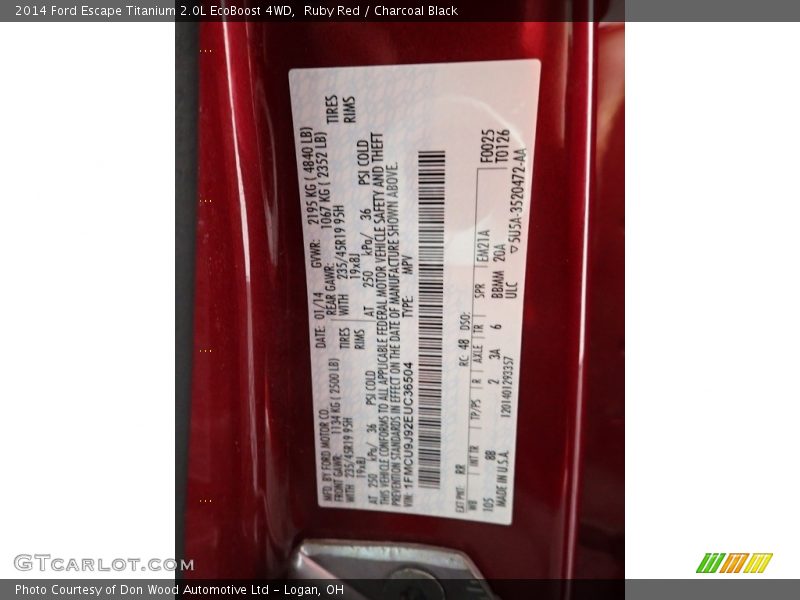 2014 Ford Escape Titanium 2.0L EcoBoost 4WD,  Ruby Red / Charcoal Black
MFD. BY FORD MOTOR CO.
DATE: 01/14
GVWR: 2195 KG ( 4840 LB)
FRONT GAWR: 1134 KG ( 2500 LB)
REAR GAWR: 1067 KG ( 2352 LB)
WITH 235/45R19 95H TIRES
WITH 235/45R19 95H TIRES
19x8J RIMS
19x8J RIMS
AT 250 kPa/ 36 PSI COLD
AT 250 kPa/ 36 PSI COLD
THIS VEHICLE CONFORMS TO ALL APPLICABLE FEDERAL MOTOR VEHICLE SAFETY AND THEFT
PREVENTION STANDARDS IN EFFECT ON THE DATE OF MANUFACTURE SHOWN ABOVE.
VIN: 1FMCU9J92EUC36504
TYPE: MPV
F0025
T0126
EXT PNT: RR RC: 48 DSO:
WB INT TR TP/PS R AXLE TR SPR EM21A
105 8B 2 3A 6 BBMM 20A
MADE IN U.S.A.
1201401293357
ULC
5U5A-3520472-AA
GTcarlot.com
Photo Courtesy of Don Wood Automotive Ltd - Logan, OH